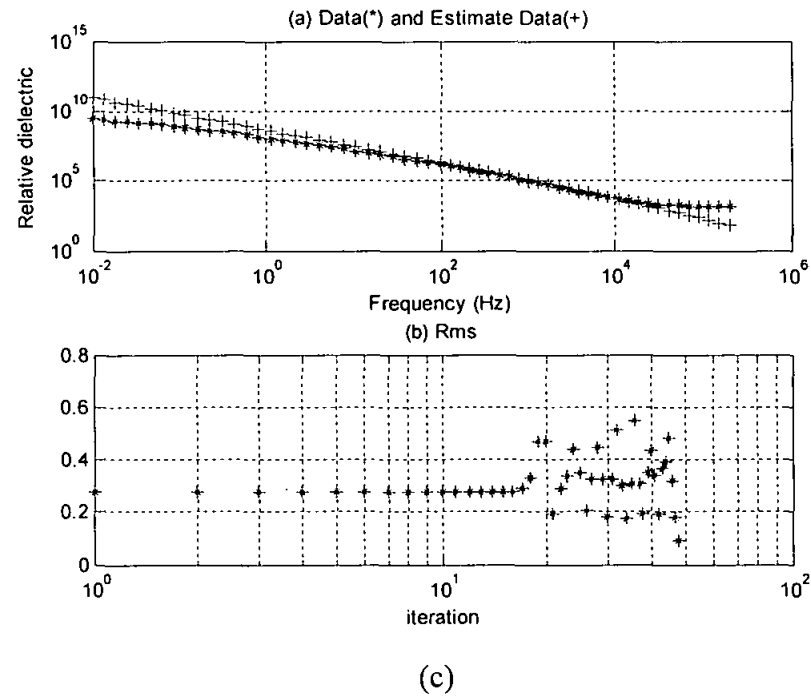 (a) Data(*) and Estimate Data(+)
10^15
10^10
10^5
10^0
Relative dielectric
10^-2
10^0
10^2
10^4
10^6
Frequency (Hz)
(b) Rms
0.8
0.6
0.4
0.2
0
10^0
10^1
10^2
iteration
(c)